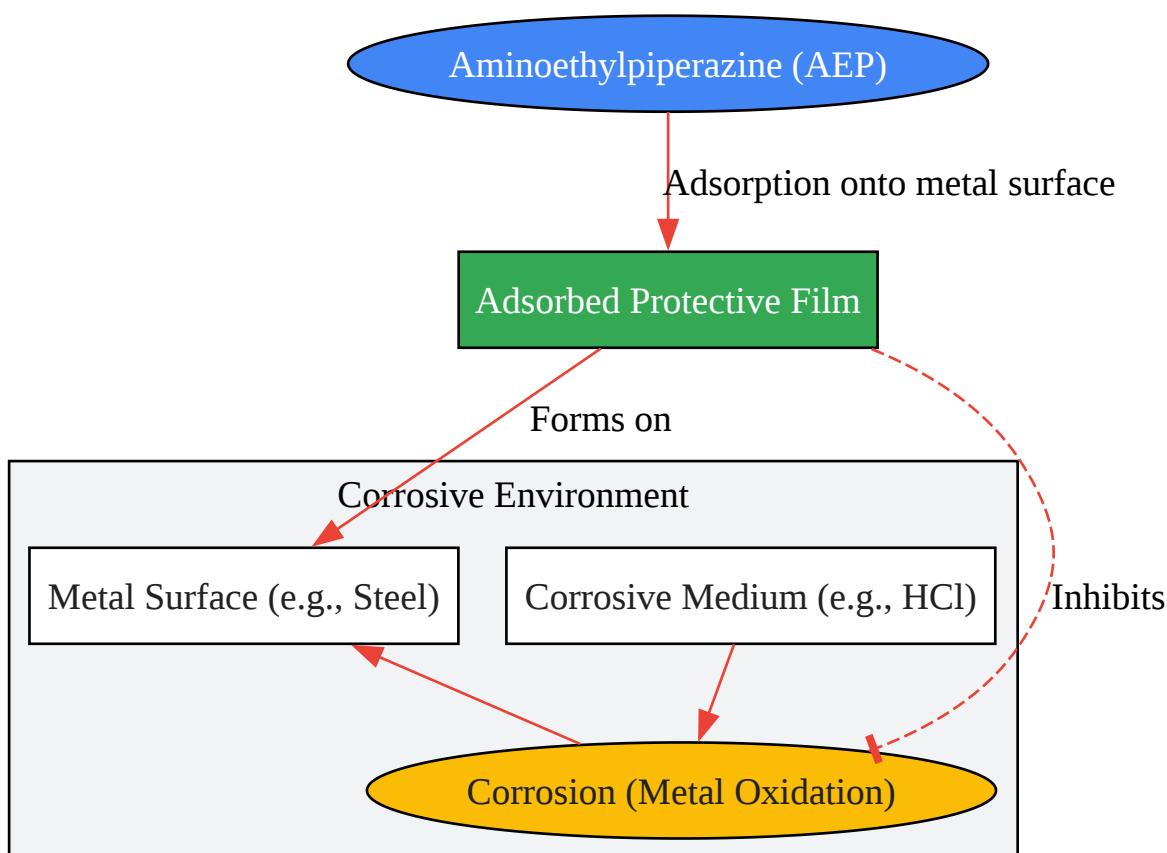 Aminoethylpiperazine (AEP)
Adsorption onto metal surface
Adsorbed Protective Film
Forms on
Corrosive Environment
Metal Surface (e.g., Steel)
Corrosive Medium (e.g., HCl)
Inhibits
Corrosion (Metal Oxidation)